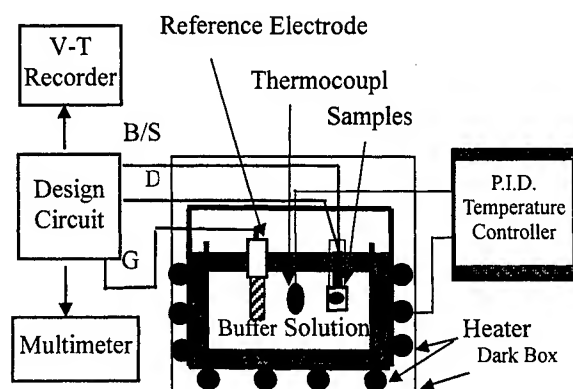 Reference Electrode
V-T
Recorder
Thermocoupl
Samples
B/S
D
Design
Circuit
P.I.D.
Temperature
Controller
G
Buffer Solution
Multimeter
Heater
Dark Box